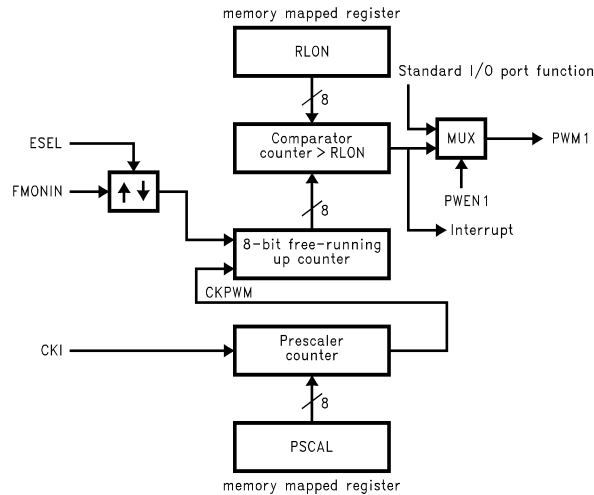 memory mapped register
RLON
8
Standard I/O port function
ESEL
Comparator
counter > RLON
MUX
PWM1
FMONIN
PWEN1
8
Interrupt
8-bit free-running
up counter
CKPWM
CKI
Prescaler
counter
8
PSCAL
memory mapped register